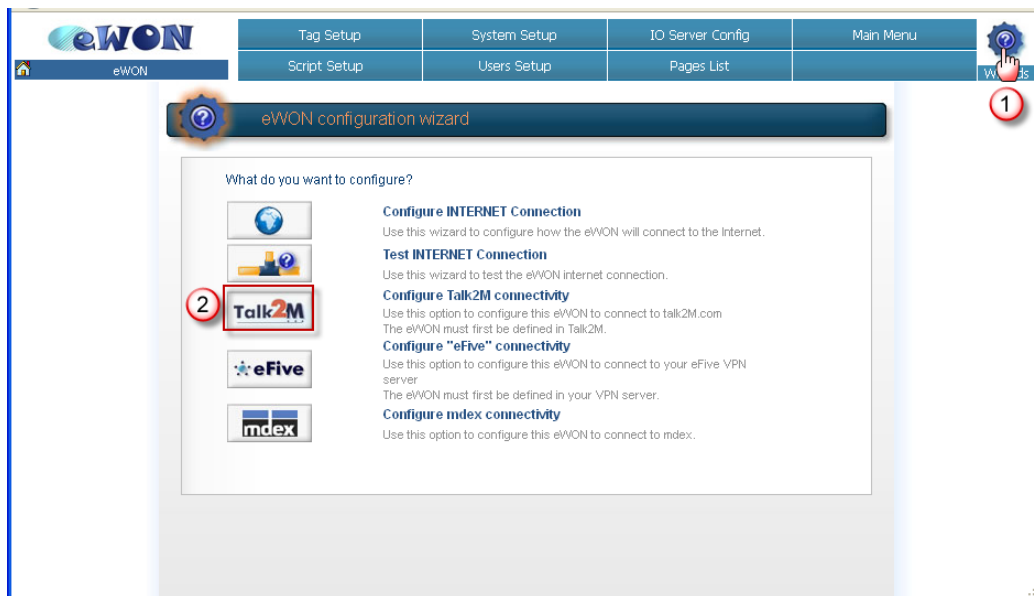 eWON
Tag Setup
System Setup
IO Server Config
Main Menu
eWON
Script Setup
Users Setup
Pages List
1
eWON configuration wizard
What do you want to configure?
Configure INTERNET Connection
Use this wizard to configure how the eWON will connect to the Internet.
Test INTERNET Connection
Use this wizard to test the eWON internet connection.
2
Talk2M
Configure Talk2M connectivity
Use this option to configure this eWON to connect to talk2M.com
The eWON must first be defined in Talk2M.
eFive
Configure "eFive" connectivity
Use this option to configure this eWON to connect to your eFive VPN
server
The eWON must first be defined in your VPN server.
mdex
Configure mdex connectivity
Use this option to configure this eWON to connect to mdex.